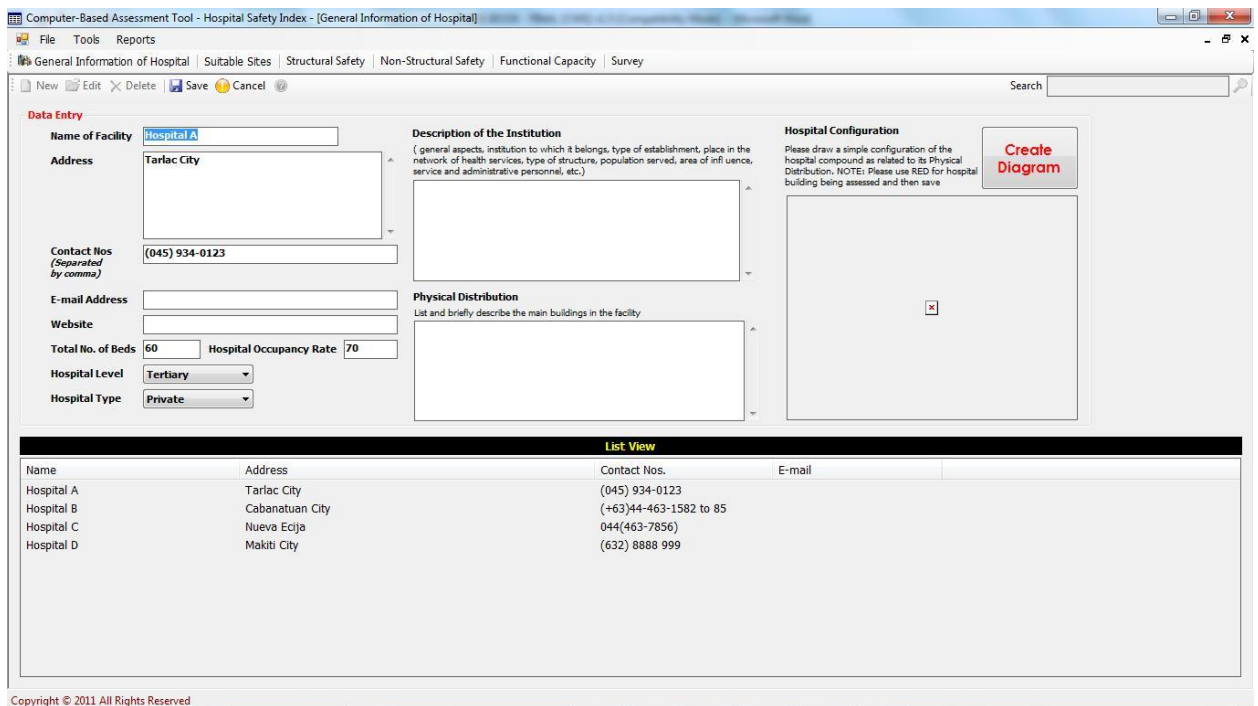 Computer-Based Assessment Tool - Hospital Safety Index - [General Information of Hospital]
File Tools Reports
General Information of Hospital Suitable Sites Structural Safety Non-Structural Safety Functional Capacity Survey
New Edit Delete Save Cancel Search
Data Entry
Name of Facility Hospital A
Address Tarlac City
Contact Nos (045) 934-0123
(Separated
by comma)
E-mail Address
Website
Total No. of Beds 60 Hospital Occupancy Rate 70
Hospital Level Tertiary
Hospital Type Private
Description of the Institution
( general aspects, institution to which it belongs, type of establishment, place in the
network of health services, type of structure, population served, area of infl uence,
service and administrative personnel, etc.)
Physical Distribution
List and briefly describe the main buildings in the facility
Hospital Configuration
Please draw a simple configuration of the
hospital compound as related to its Physical
Distribution. NOTE: Please use RED for hospital
building being assessed and then save
Create
Diagram
List View
Name Address Contact Nos. E-mail
Hospital A Tarlac City (045) 934-0123
Hospital B Cabanatuan City (+63)44-463-1582 to 85
Hospital C Nueva Ecija 044(463-7856)
Hospital D Makiti City (632) 8888 999
Copyright © 2011 All Rights Reserved